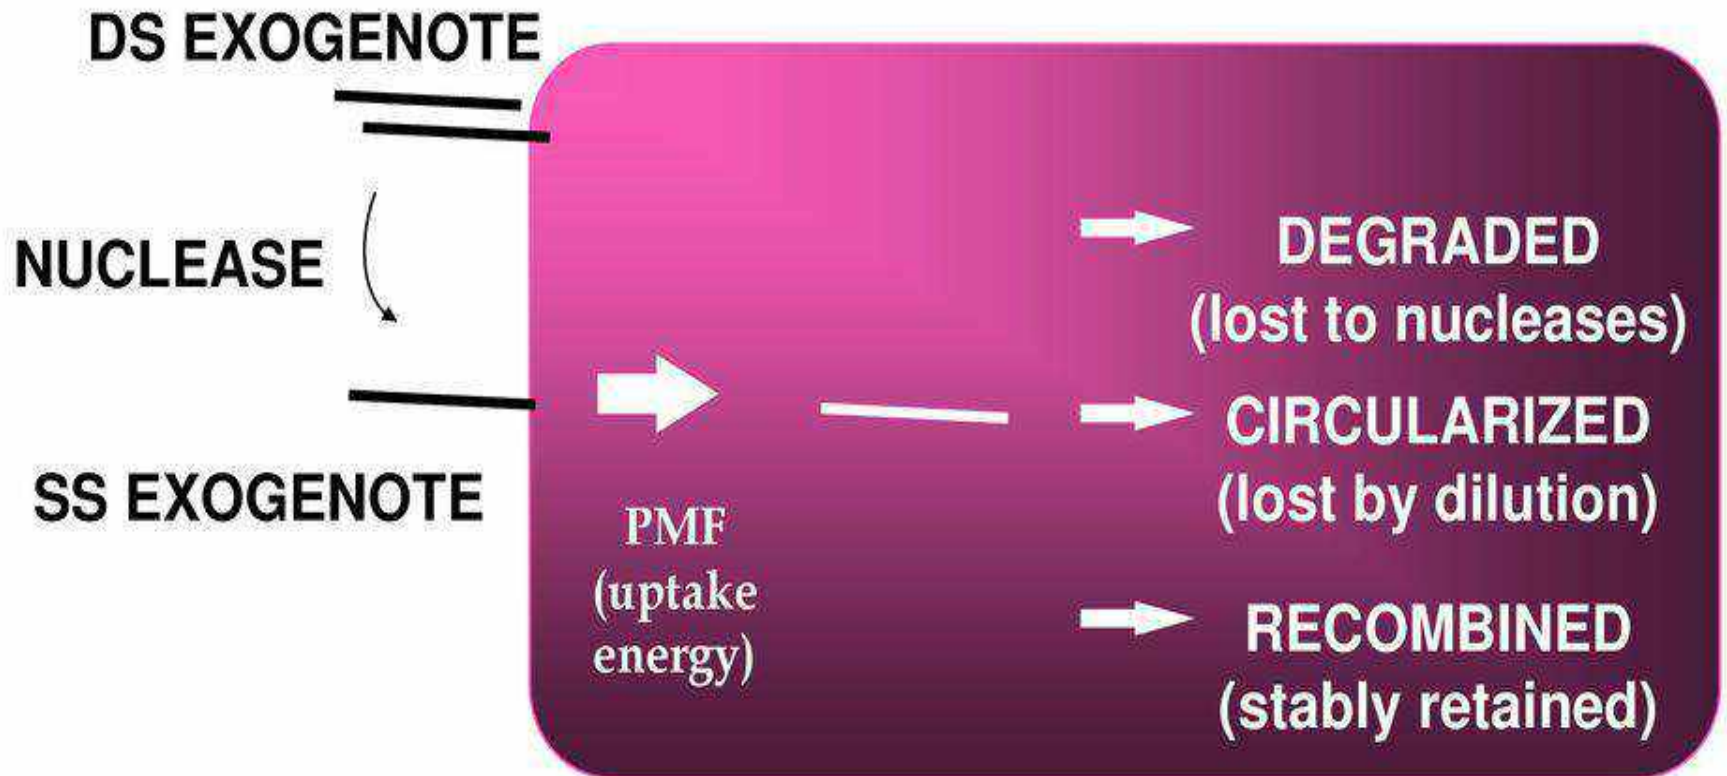 DS EXOGENOTE
NUCLEASE
SS EXOGENOTE
PMF
(uptake
energy)
DEGRADED
(lost to nucleases)
CIRCULARIZED
(lost by dilution)
RECOMBINED
(stably retained)